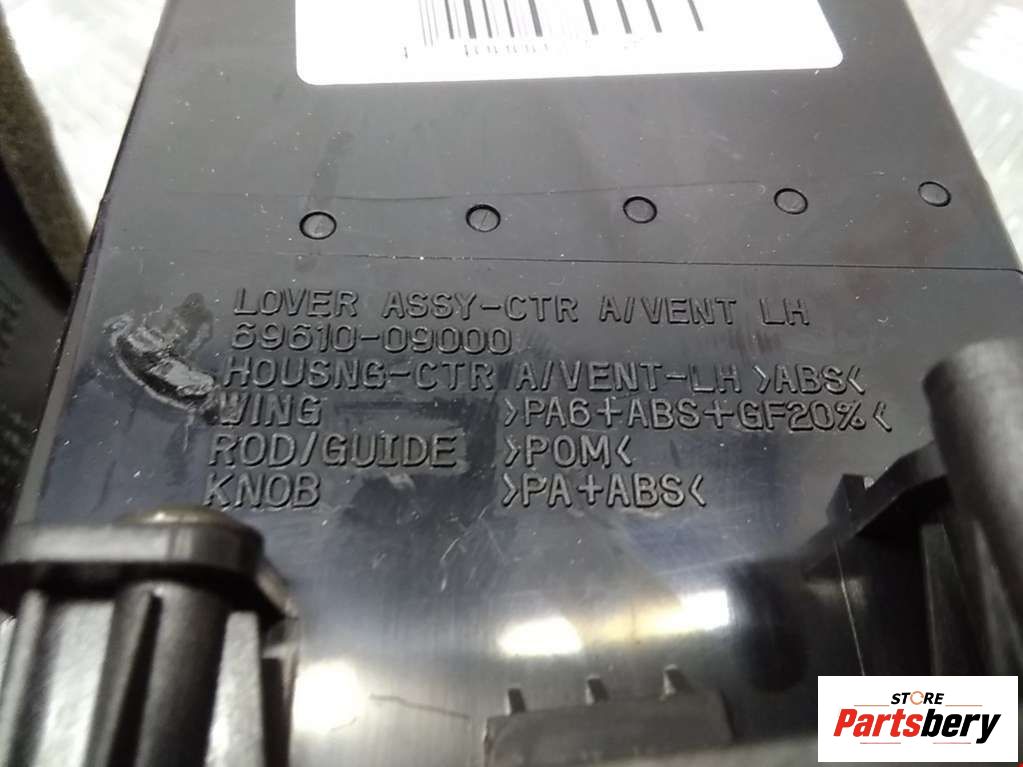 LOVER ASSY-CTR A/VENT LH
69610-09000
HOUSNG-CTR A/VENT-LH >ABS<
WING >PA6+ABS+GF20%<
ROD/GUIDE >POM<
KNOB >PA+ABS<
STORE
Partsbery